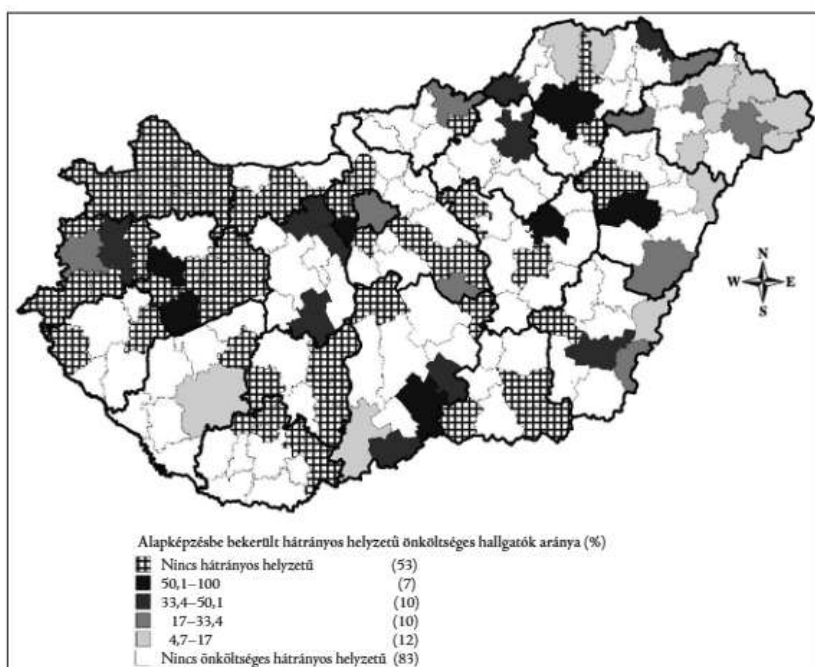 N
W E
S
Alapképzésbe bekerült hátrányos helyzetű önköltséges hallgatók aránya (%)
Nincs hátrányos helyzetű (53)
50,1–100 (7)
33,4–50,1 (10)
17–33,4 (10)
4,7–17 (12)
Nincs önköltséges hátrányos helyzetű (83)